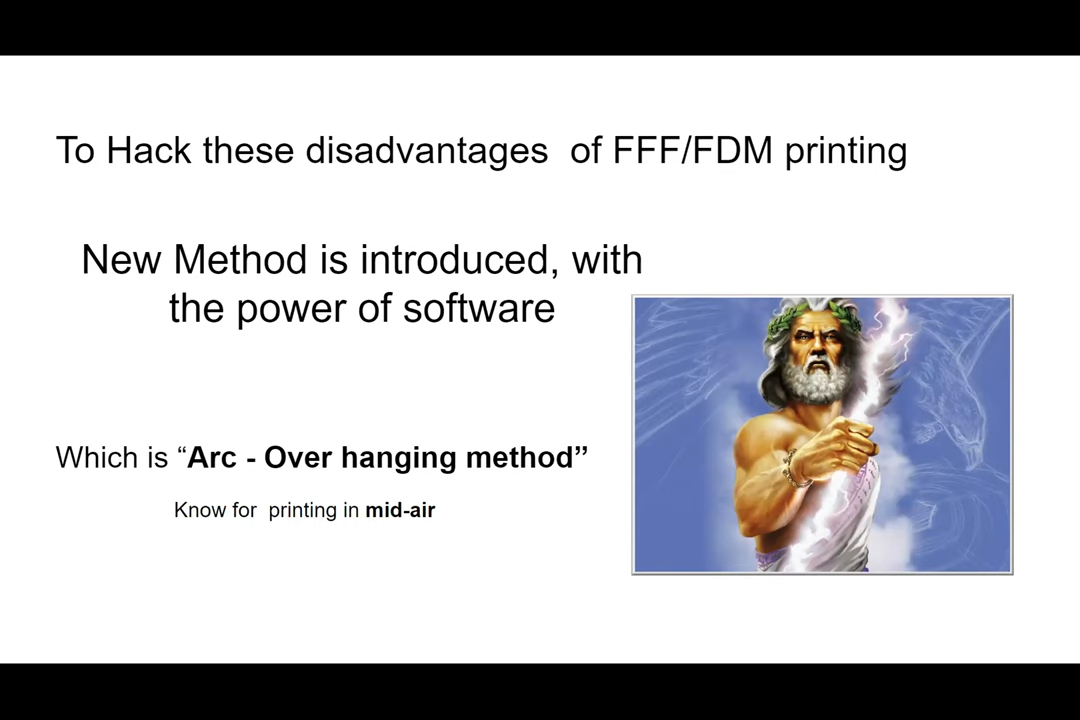 To Hack these disadvantages  of FFF/FDM printing
New Method is introduced, with
the power of software
Which is “Arc - Over hanging method”
Know for  printing in mid-air